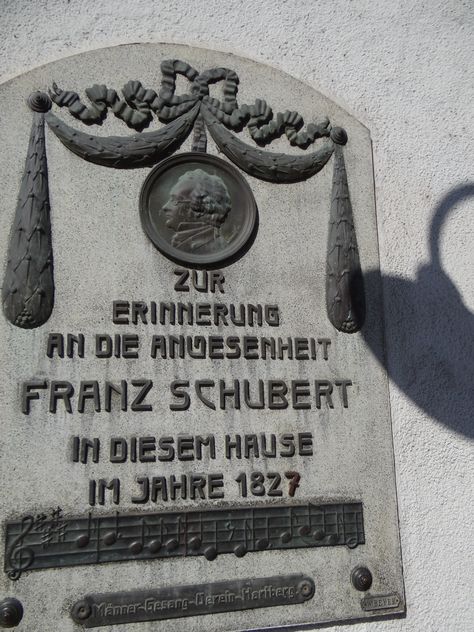 ZUR
ERINNERUNG
AN DIE ANWESENHEIT
FRANZ SCHUBERT
IN DIESEM HAUSE
IM JAHRE 1827
Männer-Gesang-Verein-Hartberg.